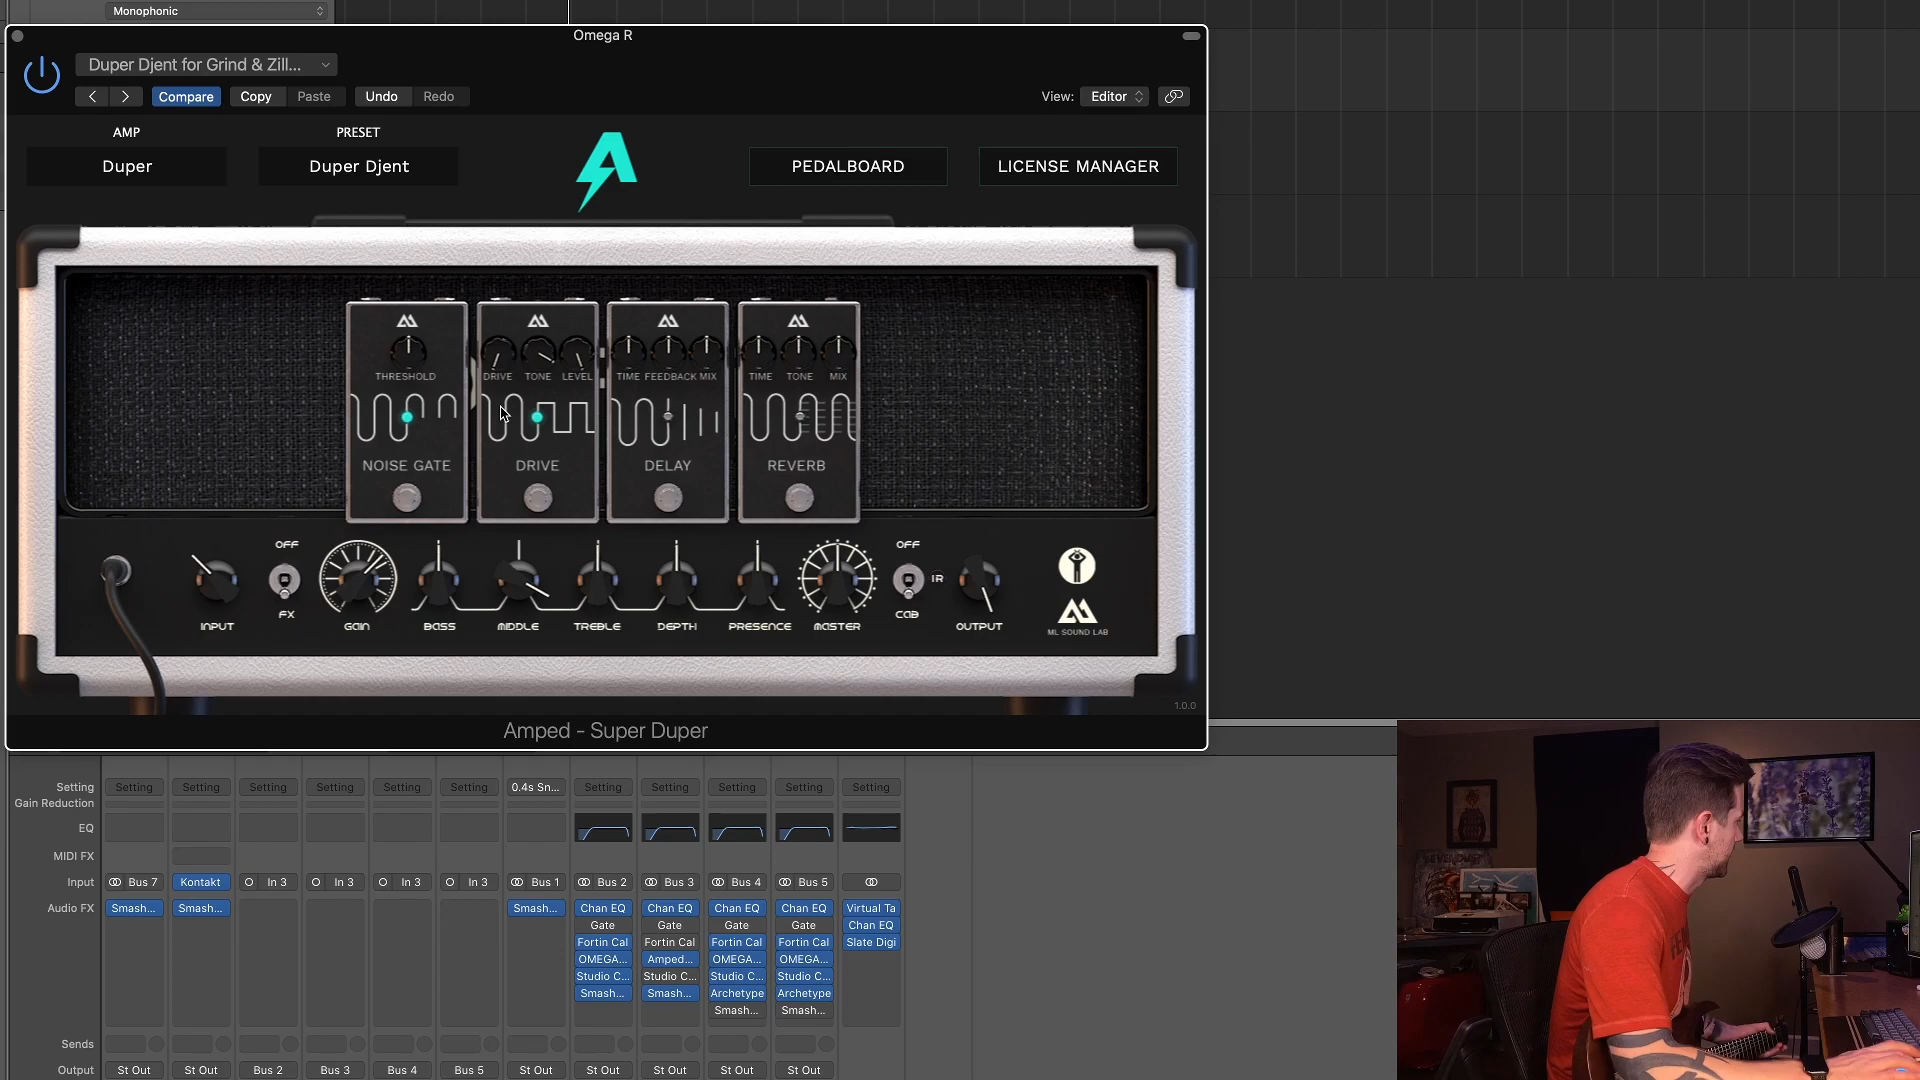 Monophonic
Omega R
Duper Djent for Grind & Zill...
Compare Copy Paste Undo Redo View: Editor
AMP PRESET
Duper Duper Djent PEDALBOARD LICENSE MANAGER
THRESHOLD DRIVE TONE LEVEL TIME FEEDBACK MIX TIME TONE MIX
NOISE GATE DRIVE DELAY REVERB
OFF OFF
IR
FX CAB
INPUT GAIN BASS MIDDLE TREBLE DEPTH PRESENCE MASTER OUTPUT
ML SOUND LAB
1.0.0
Amped - Super Duper
Setting Setting Setting Setting Setting Setting Setting 0.4s Sn... Setting Setting Setting Setting Setting
Gain Reduction
EQ
MIDI FX
Input Bus 7 Kontakt In 3 In 3 In 3 In 3 Bus 1 Bus 2 Bus 3 Bus 4 Bus 5
Audio FX Smash... Smash... Smash... Chan EQ Chan EQ Chan EQ Chan EQ Virtual Ta
Gate Gate Gate Gate Chan EQ
Fortin Cal Fortin Cal Fortin Cal Fortin Cal Slate Digi
OMEGA... Amped... OMEGA... OMEGA...
Studio C... Studio C... Studio C... Studio C...
Smash... Smash... Archetype Archetype
Smash... Smash...
Sends
Output St Out St Out Bus 2 Bus 3 Bus 4 Bus 5 St Out St Out St Out St Out St Out